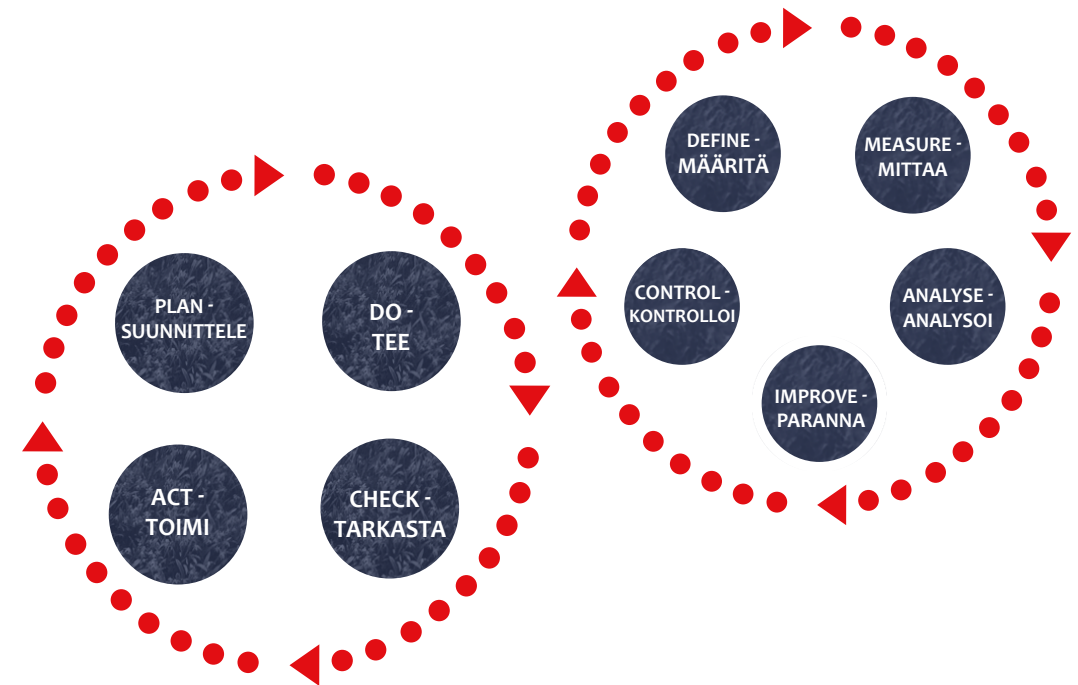 PLAN -
SUUNNITTELE
DO -
TEE
CHECK -
TARKASTA
ACT -
TOIMI
DEFINE -
MÄÄRITÄ
MEASURE -
MITTAA
ANALYSE -
ANALYSOI
IMPROVE -
PARANNA
CONTROL -
KONTROLLOI